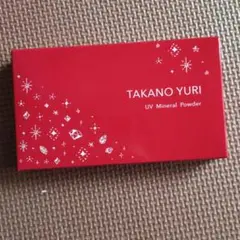 TAKANO YURI
UV Mineral Powder